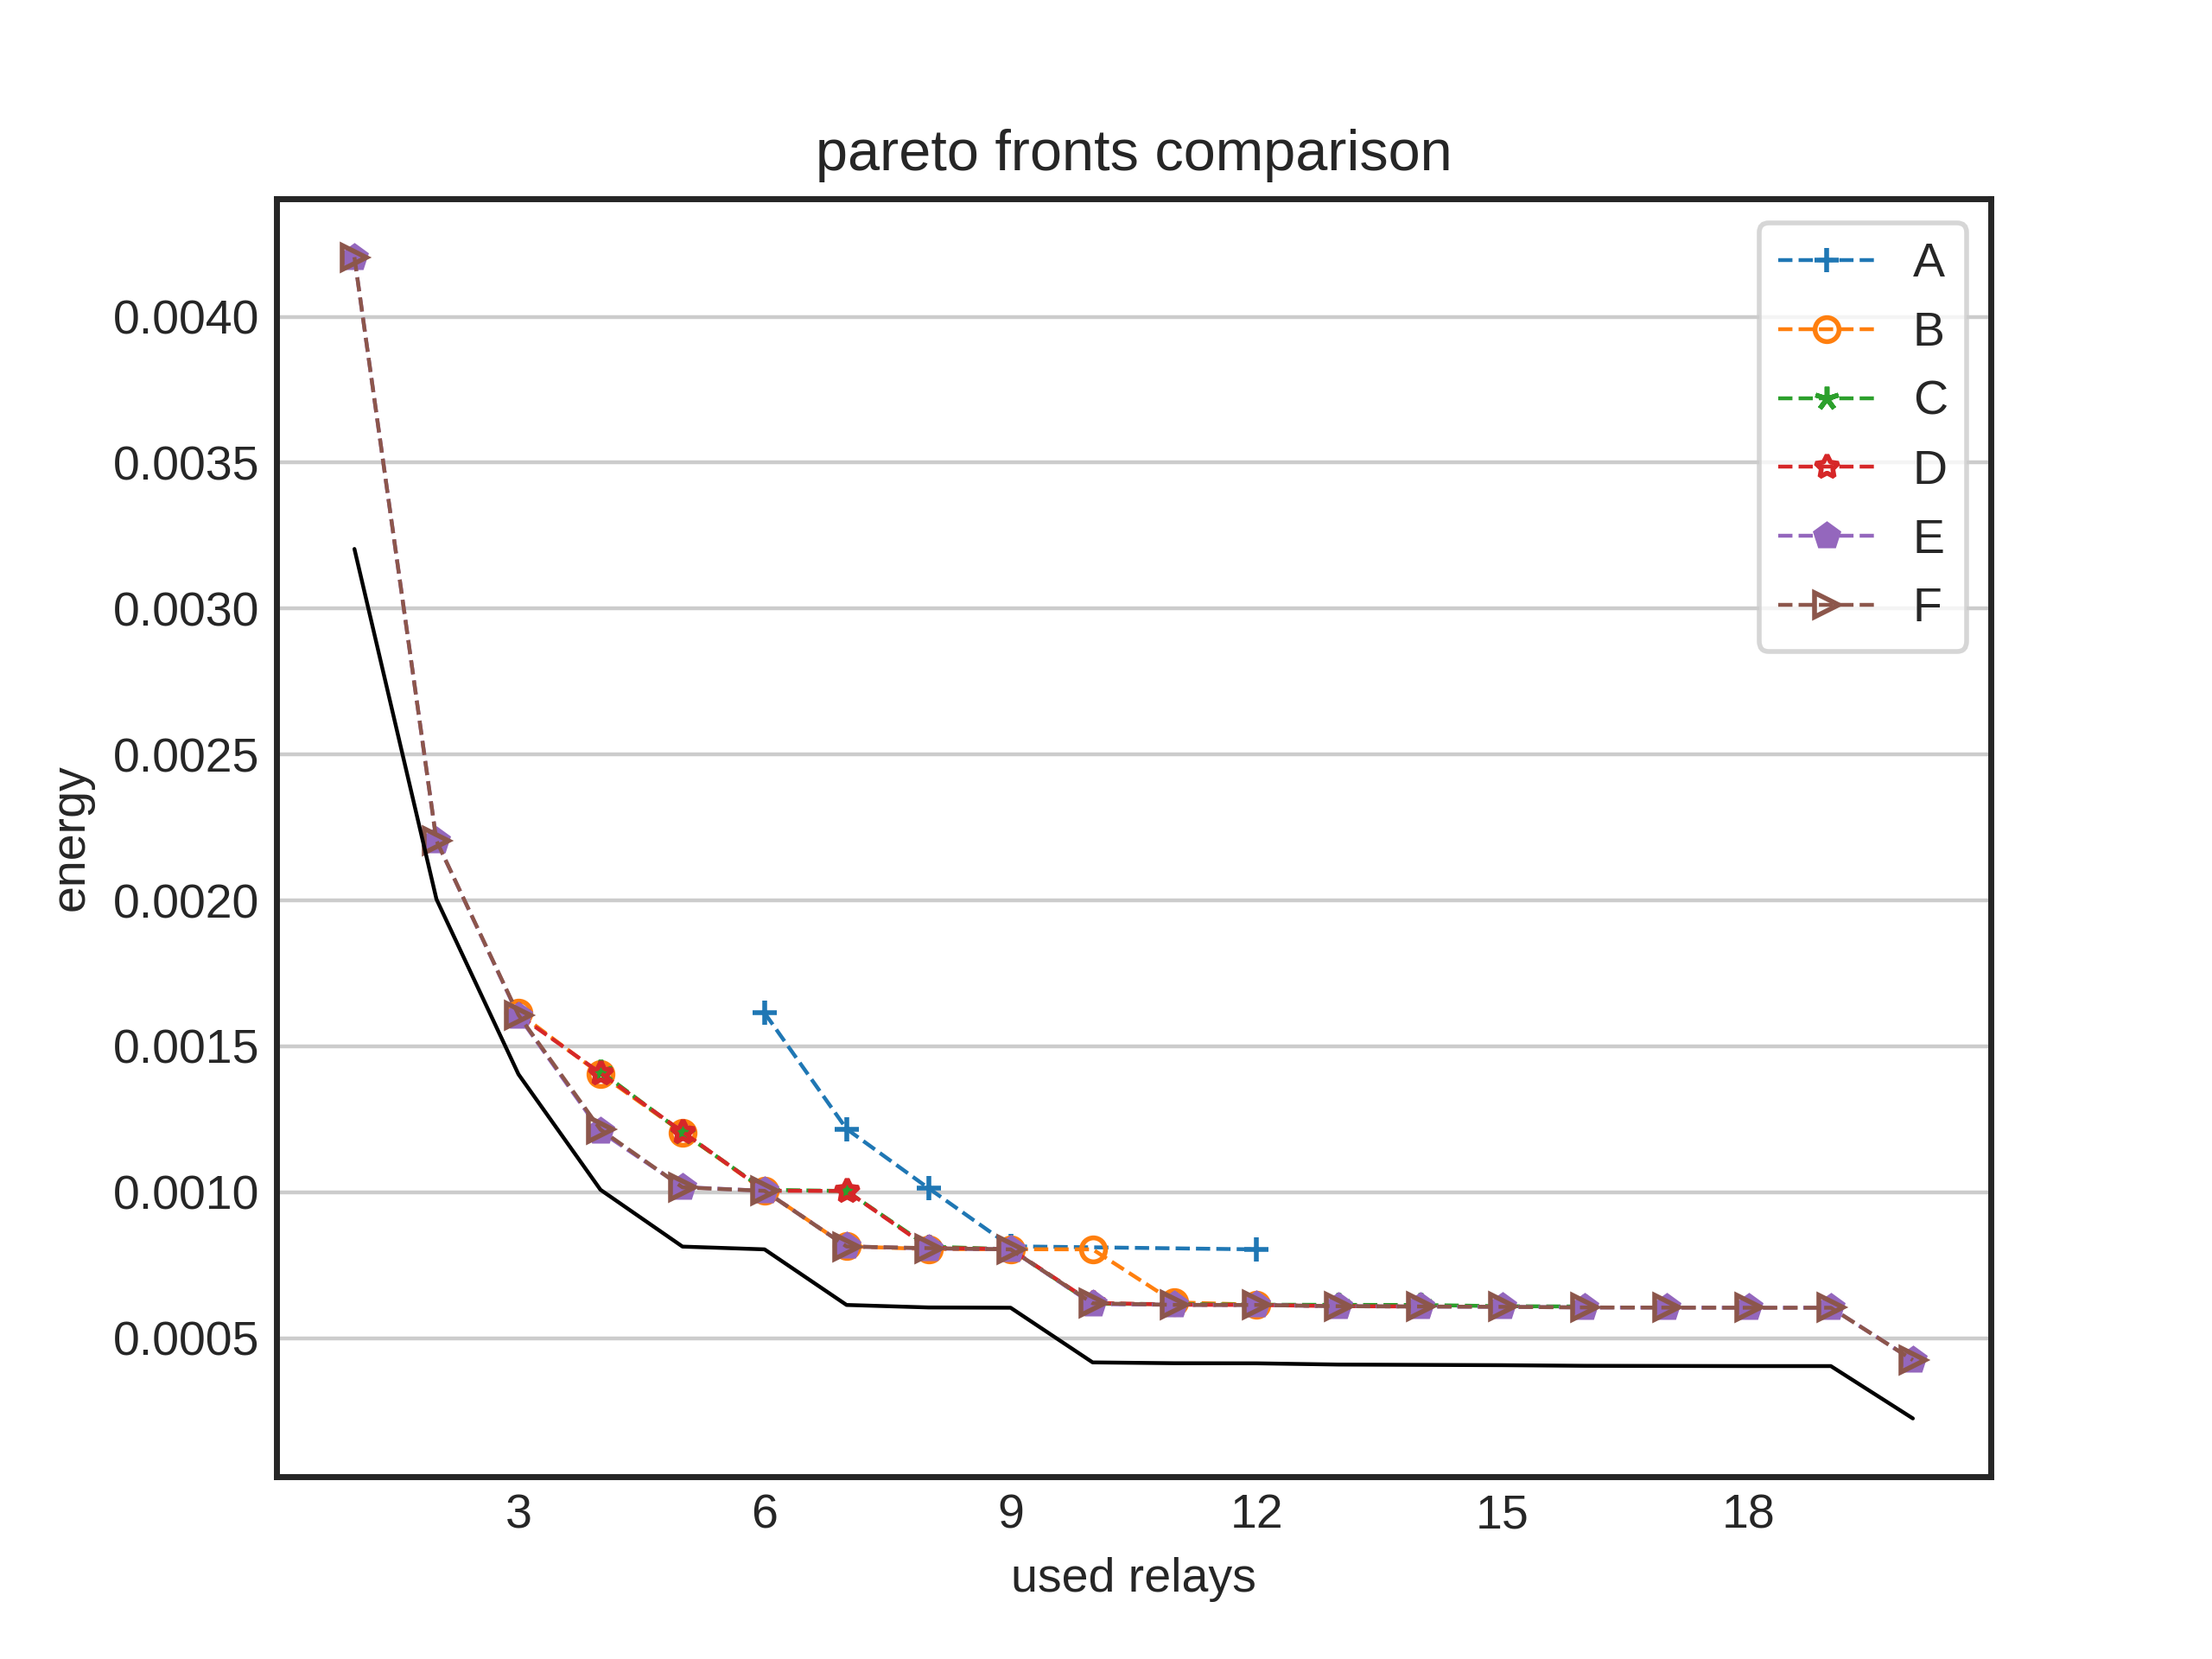 pareto fronts comparison
A
B
C
D
E
F
0.0040
0.0035
0.0030
0.0025
0.0020
0.0015
0.0010
0.0005
energy
3 6 9 12 15 18
used relays